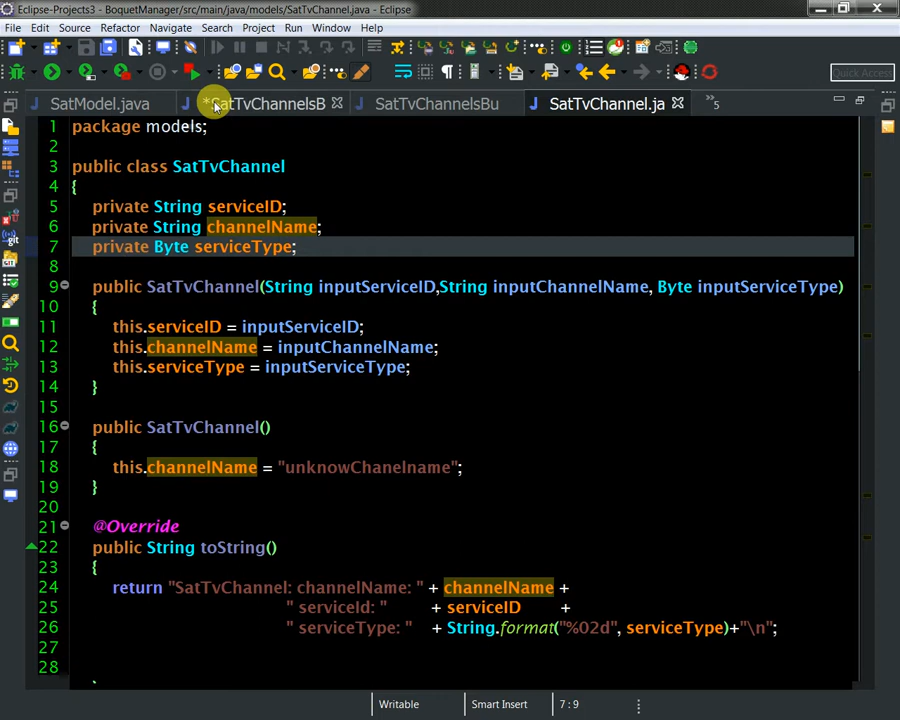 Eclipse-Projects3 - BoquetManager/src/main/java/models/SatTvChannel.java - Eclipse
File Edit Source Refactor Navigate Search Project Run Window Help
Quick Access
SatModel.java *SatTvChannelsB SatTvChannelsBu SatTvChannel.ja »5
1 package models;
2
3 public class SatTvChannel
4 {
5 private String serviceID;
6 private String channelName;
7 private Byte serviceType;
8
9 public SatTvChannel(String inputServiceID,String inputChannelName, Byte inputServiceType)
10 {
11 this.serviceID = inputServiceID;
12 this.channelName = inputChannelName;
13 this.serviceType = inputServiceType;
14 }
15
16 public SatTvChannel()
17 {
18 this.channelName = "unknowChanelname";
19 }
20
21 @Override
22 public String toString()
23 {
24 return "SatTvChannel: channelName: " + channelName +
25 " serviceId: " + serviceID +
26 " serviceType: " + String.format("%02d", serviceType)+"\n";
27
28
}
git
Writable Smart Insert 7 : 9